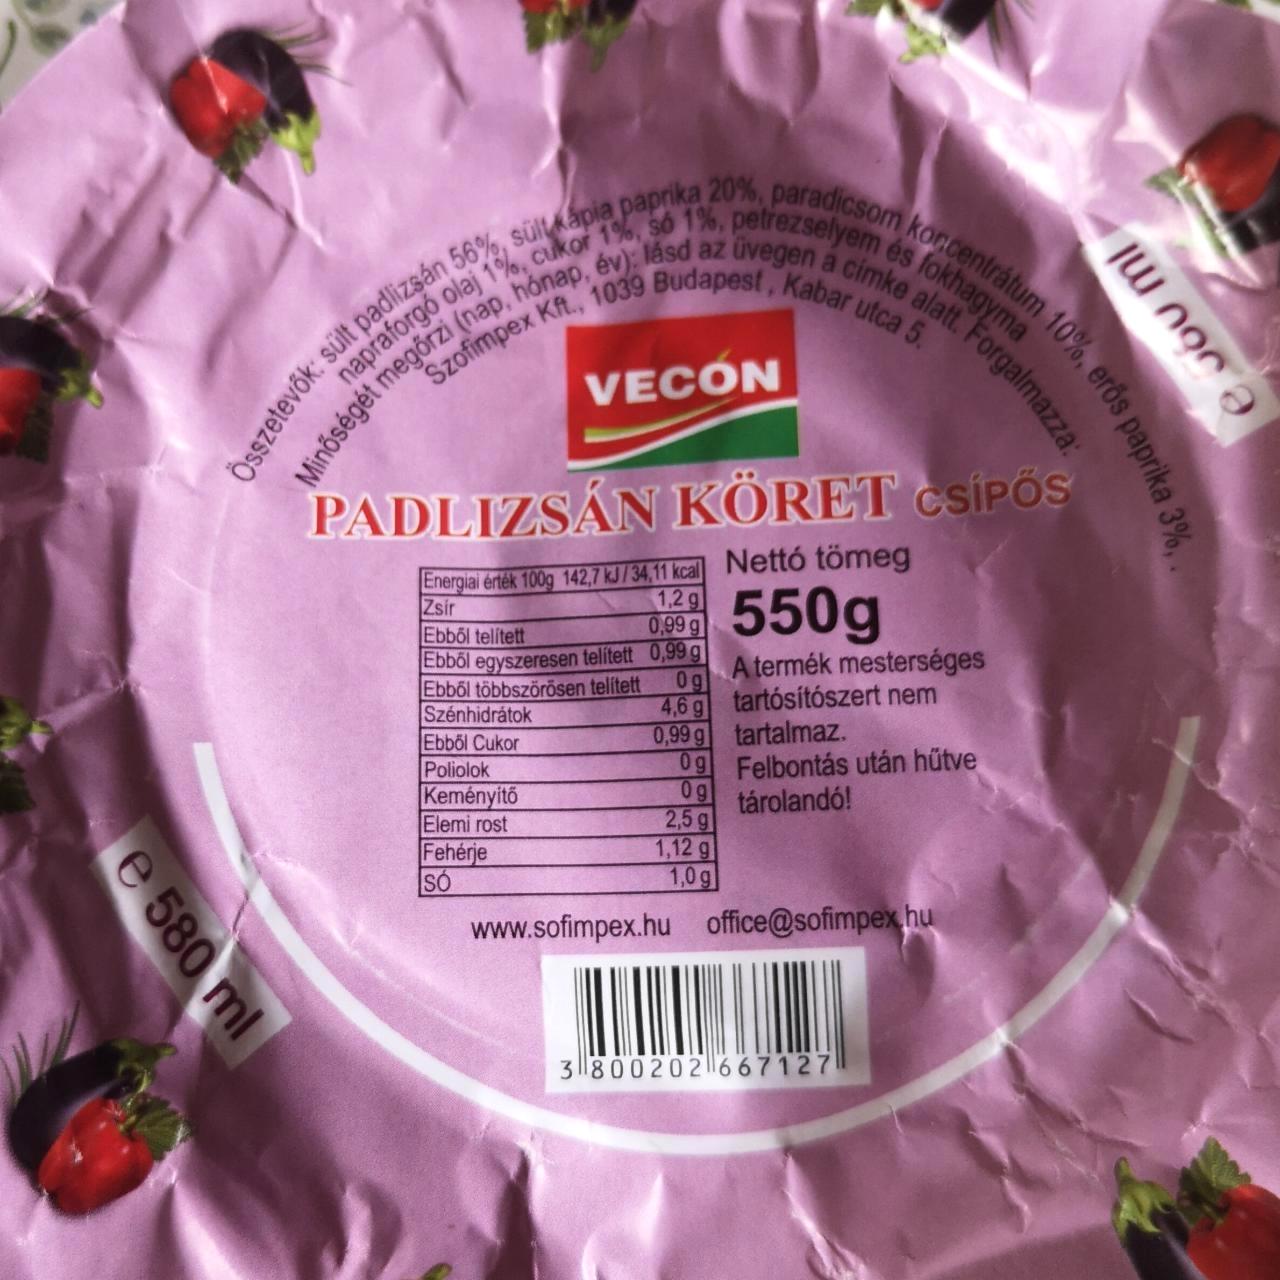 Összetevők: sült padlizsán 56%, sült kápia paprika 20%, paradicsom koncentrátum 10%, erős paprika 3%,
napraforgó olaj 1%, cukor 1%, só 1%, petrezselyem és fokhagyma
Minőségét megőrzi (nap, hónap, év): lásd az üvegen a cimke alatt. Forgalmazza:
Szofimpex Kft., 1039 Budapest, Kabar utca 5.
e 580 ml
VECÓN
PADLIZSÁN KÖRET CSÍPŐS
Energiai érték 100g 142,7 kJ / 34,11 kcal
Zsír 1,2 g
Ebből telített 0,99 g
Ebből egyszeresen telített 0,99 g
Ebből többszörösen telített 0 g
Szénhidrátok 4,6 g
Ebből Cukor 0,99 g
Poliolok 0 g
Keményítő 0 g
Elemi rost 2,5 g
Fehérje 1,12 g
SÓ 1,0 g
Nettó tömeg
550g
A termék mesterséges
tartósítószert nem
tartalmaz.
Felbontás után hűtve
tárolandó!
e 580 ml
www.sofimpex.hu office@sofimpex.hu
3 800202 667127